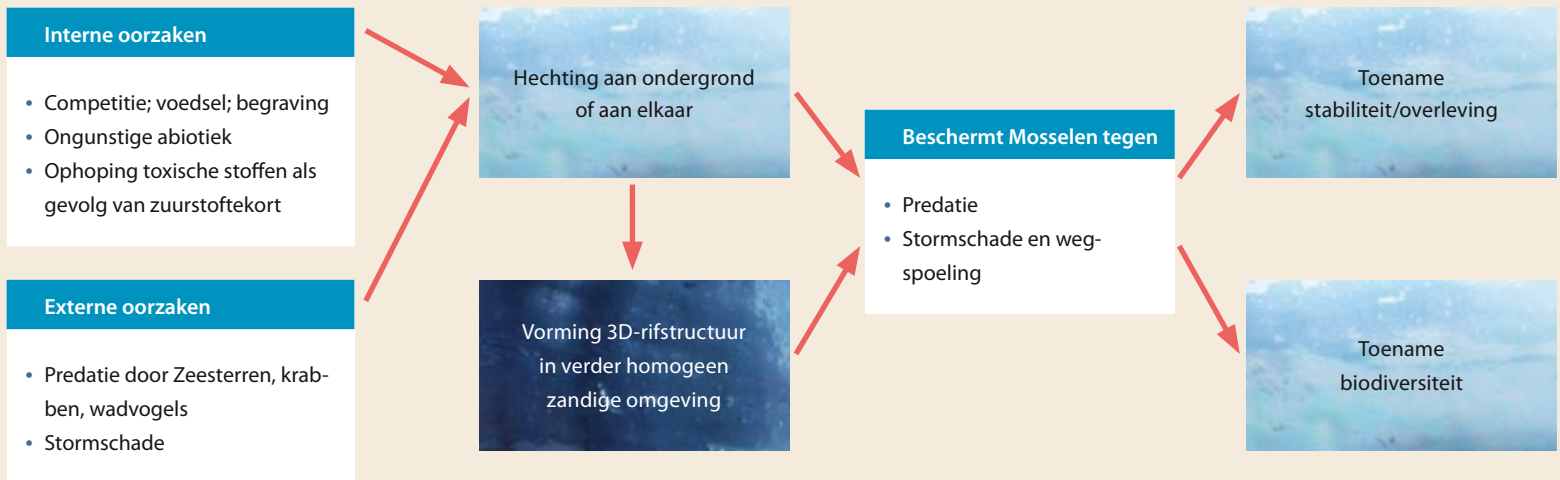 Interne oorzaken
• Competitie; voedsel; begraving
• Ongunstige abiotiek
• Ophoping toxische stoffen als
gevolg van zuurstoftekort
Externe oorzaken
• Predatie door Zeesterren, krab-
ben, wadvogels
• Stormschade
Hechting aan ondergrond
of aan elkaar
Vorming 3D-rifstructuur
in verder homogeen
zandige omgeving
Beschermt Mosselen tegen
• Predatie
• Stormschade en weg-
spoeling
Toename
stabiliteit/overleving
Toename
biodiversiteit